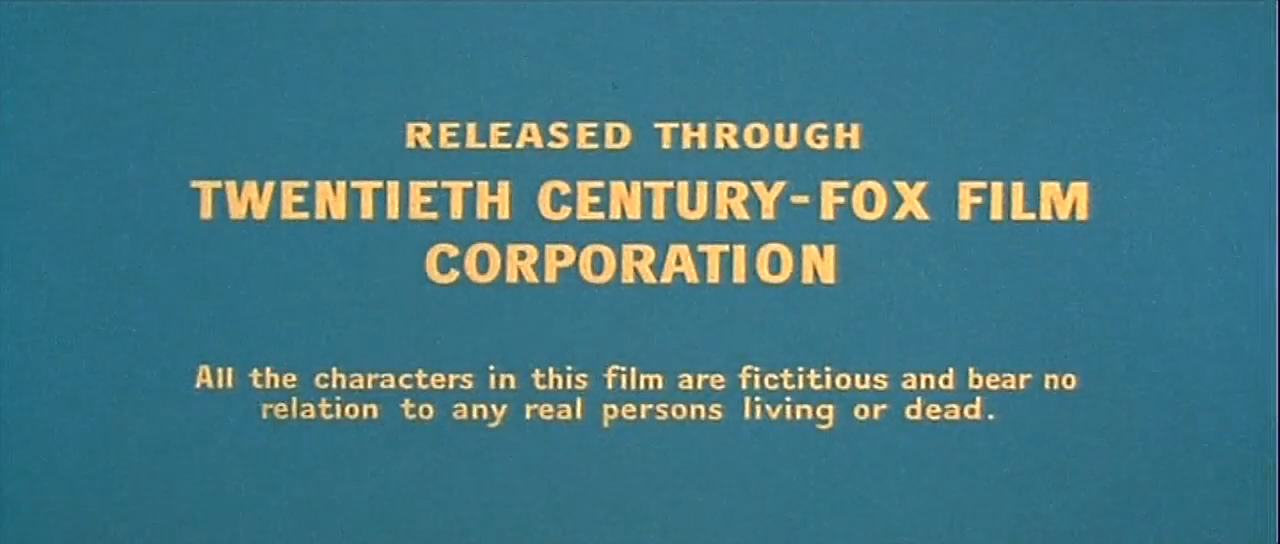 RELEASED THROUGH
TWENTIETH CENTURY-FOX FILM
CORPORATION
All the characters in this film are fictitious and bear no
relation to any real persons living or dead.